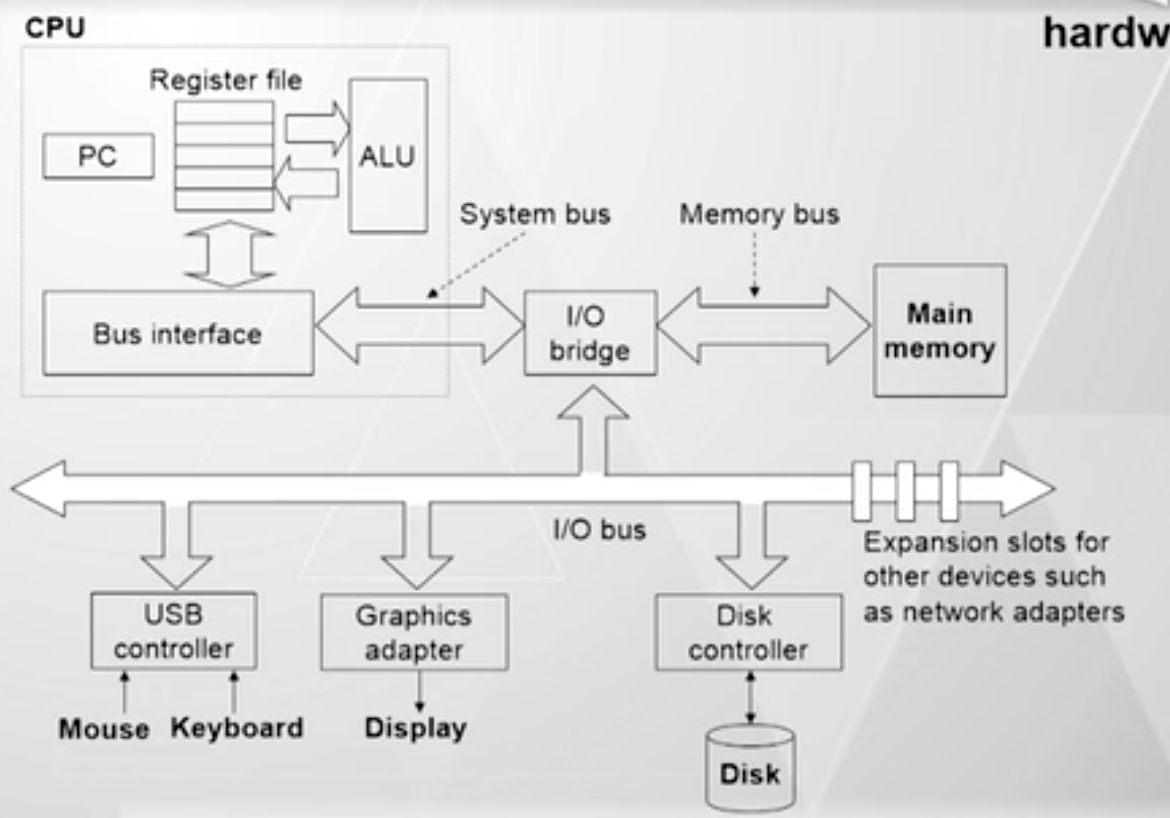 CPU
hardw
Register file
PC
ALU
System bus
Memory bus
Bus interface
I/O
bridge
Main
memory
I/O bus
Expansion slots for
other devices such
as network adapters
USB
controller
Graphics
adapter
Disk
controller
Mouse
Keyboard
Display
Disk